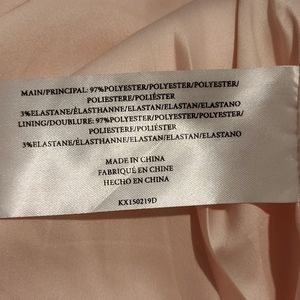 MAIN/PRINCIPAL: 97%POLYESTER/POLYESTER/POLYESTER/
POLIESTERE/POLIÉSTER
3%ELASTANE/ÉLASTHANNE/ELASTAN/ELASTAN/ELASTANO
LINING/DOUBLURE: 97%POLYESTER/POLYESTER/POLYESTER/
POLIESTERE/POLIÉSTER
3%ELASTANE/ÉLASTHANNE/ELASTAN/ELASTAN/ELASTANO
MADE IN CHINA
FABRIQUÉ EN CHINE
HECHO EN CHINA
KX150219D